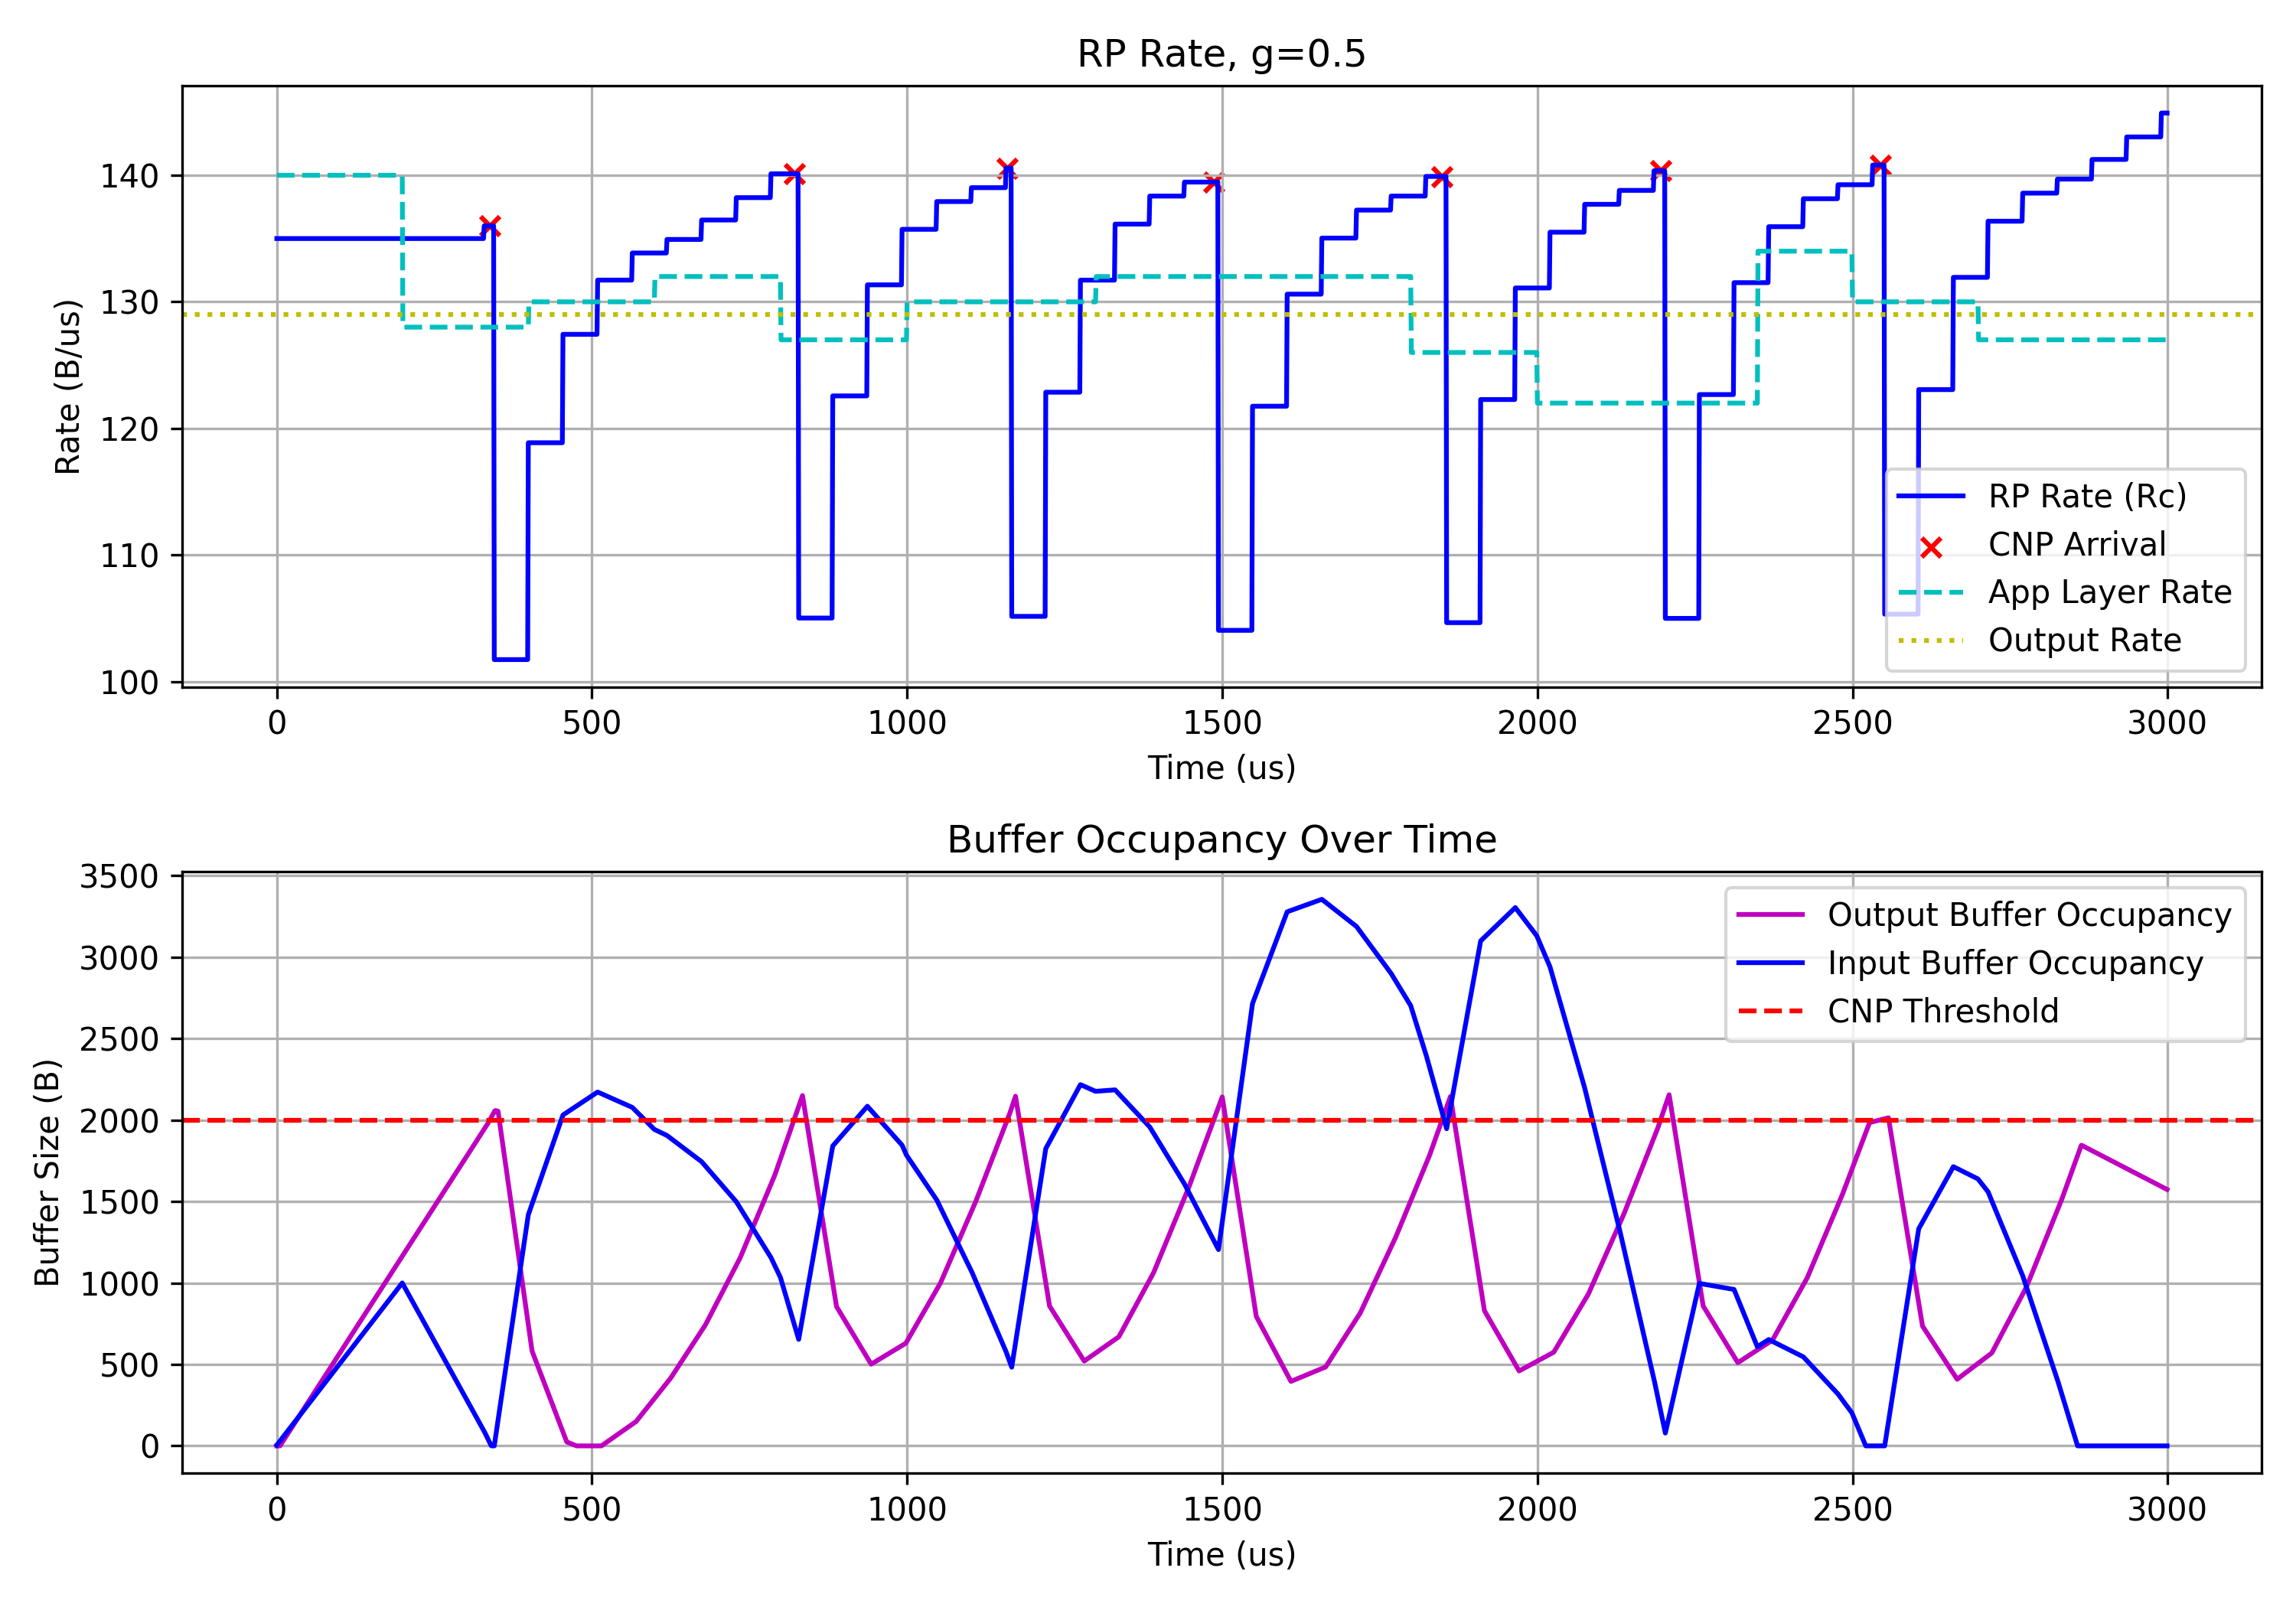 RP Rate, g=0.5
Rate (B/us)
140
130
120
110
100
RP Rate (Rc)
CNP Arrival
App Layer Rate
Output Rate
0 500 1000 1500 2000 2500 3000
Time (us)
Buffer Occupancy Over Time
Buffer Size (B)
3500
3000
2500
2000
1500
1000
500
0
Output Buffer Occupancy
Input Buffer Occupancy
CNP Threshold
0 500 1000 1500 2000 2500 3000
Time (us)